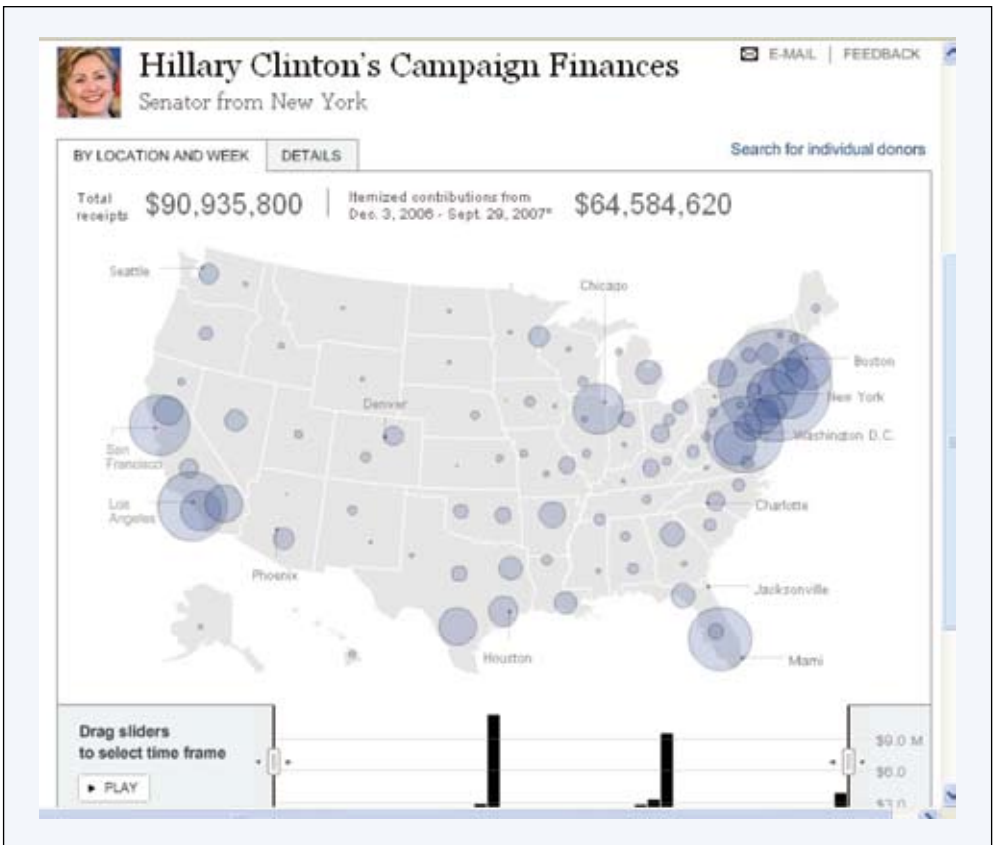 Hillary Clinton's Campaign Finances
E-MAIL | FEEDBACK
Senator from New York
BY LOCATION AND WEEK
DETAILS
Search for individual donors
Total
receipts
$90,935,800
Itemized contributions from
Dec. 3, 2006 - Sept. 29, 2007*
$64,584,620
Seattle
Chicago
Boston
Denver
New York
Washington D.C.
San
Francisco
Los
Angeles
Charlotte
Phoenix
Jacksonville
Houston
Miami
Drag sliders
to select time frame
PLAY
$9.0 M
$6.0
$3.0